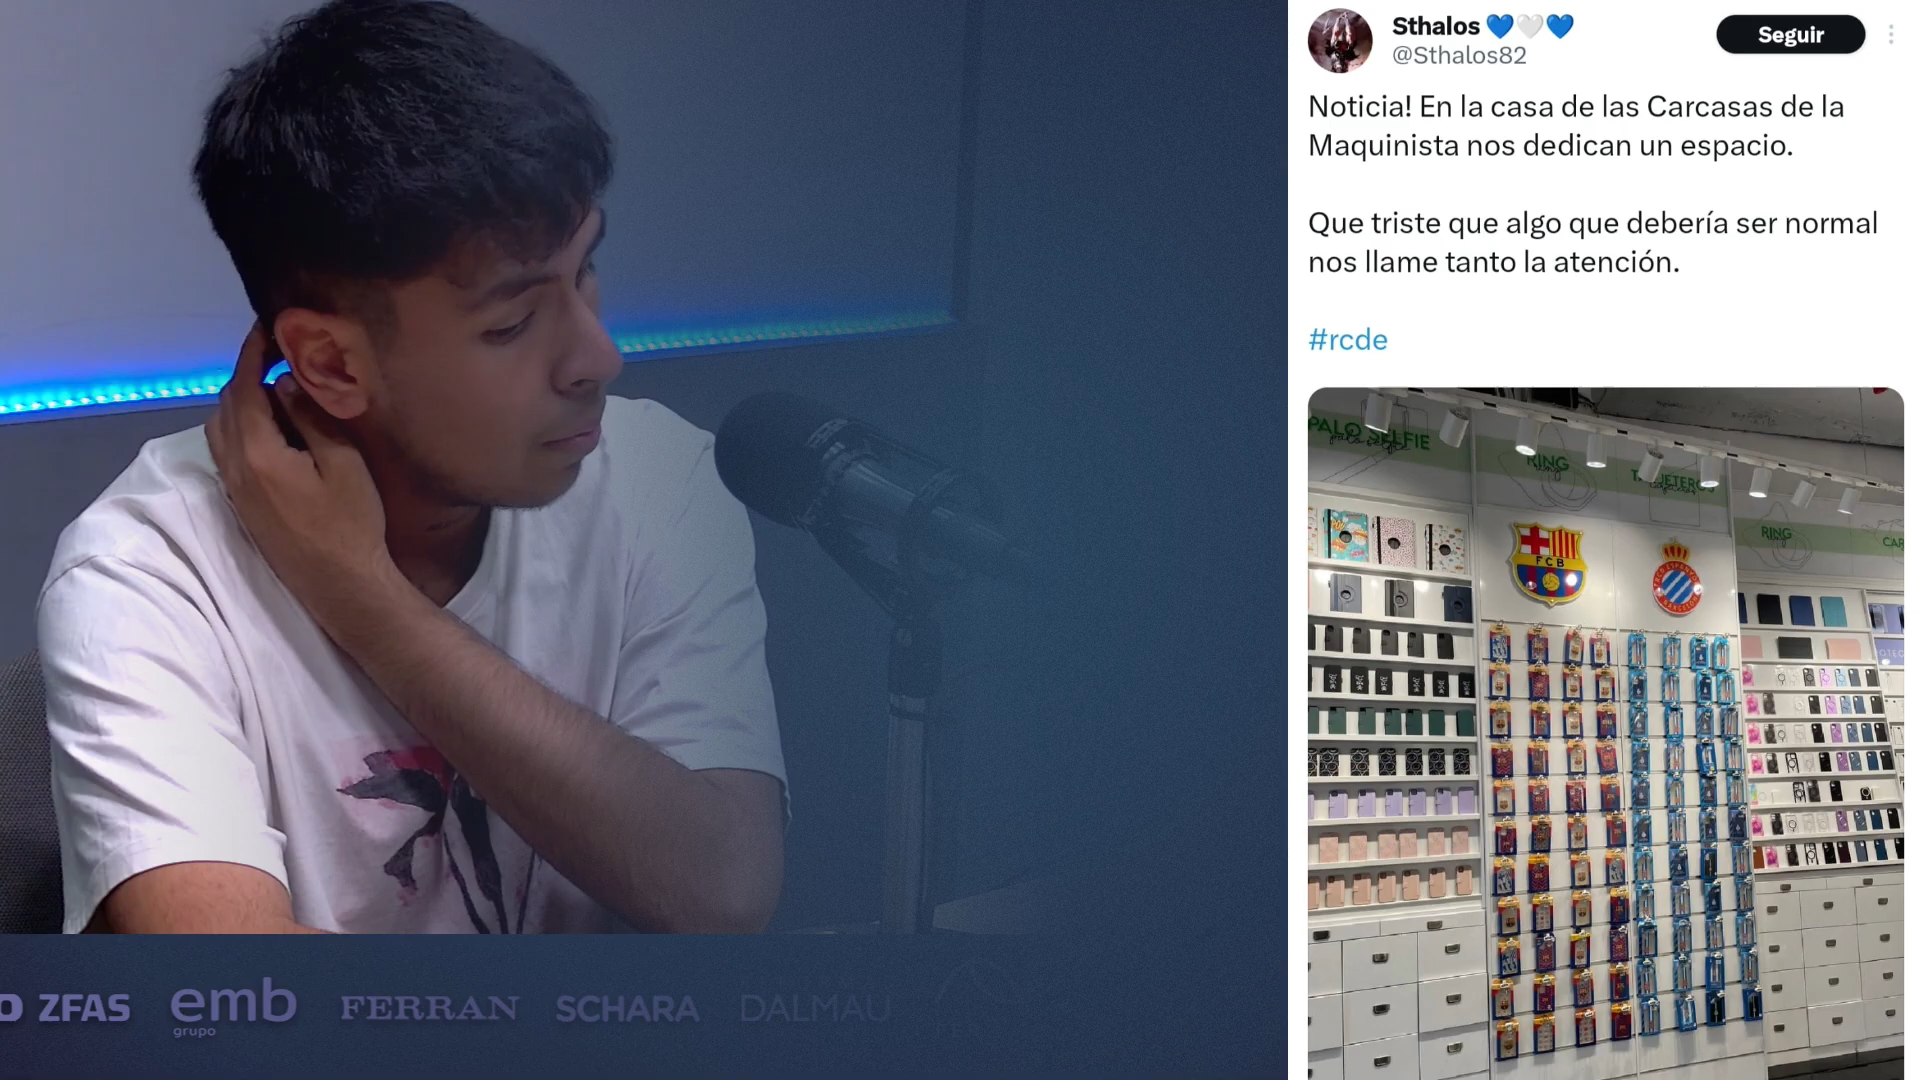 Sthalos 💙🤍💙
@Sthalos82
Seguir
Noticia! En la casa de las Carcasas de la
Maquinista nos dedican un espacio.
Que triste que algo que debería ser normal
nos llame tanto la atención.
#rcde
PALO SELFIE
RING
RING
CAR
FCB
ZFAS
emb
grupo
FERRAN
SCHARA
DALMAU